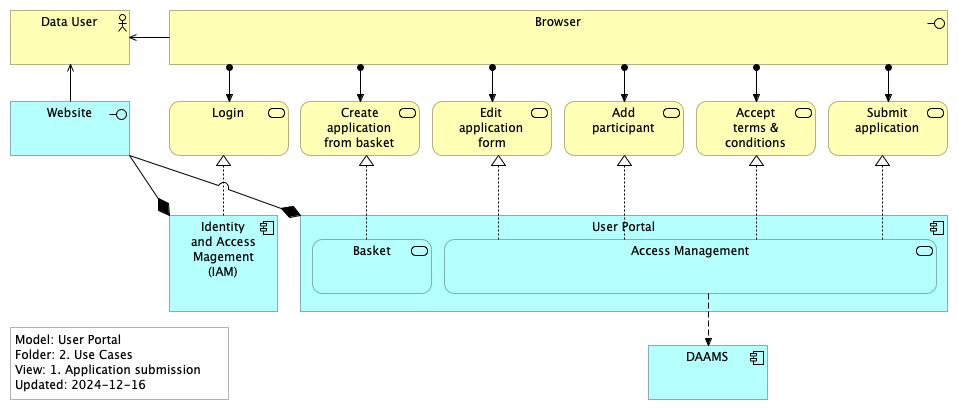 Data User
Browser
Website
Login
Create
application
from basket
Edit
application
form
Add
participant
Accept
terms &
conditions
Submit
application
Identity
and Access
Magement
(IAM)
User Portal
Basket
Access Management
DAAMS
Model: User Portal
Folder: 2. Use Cases
View: 1. Application submission
Updated: 2024-12-16